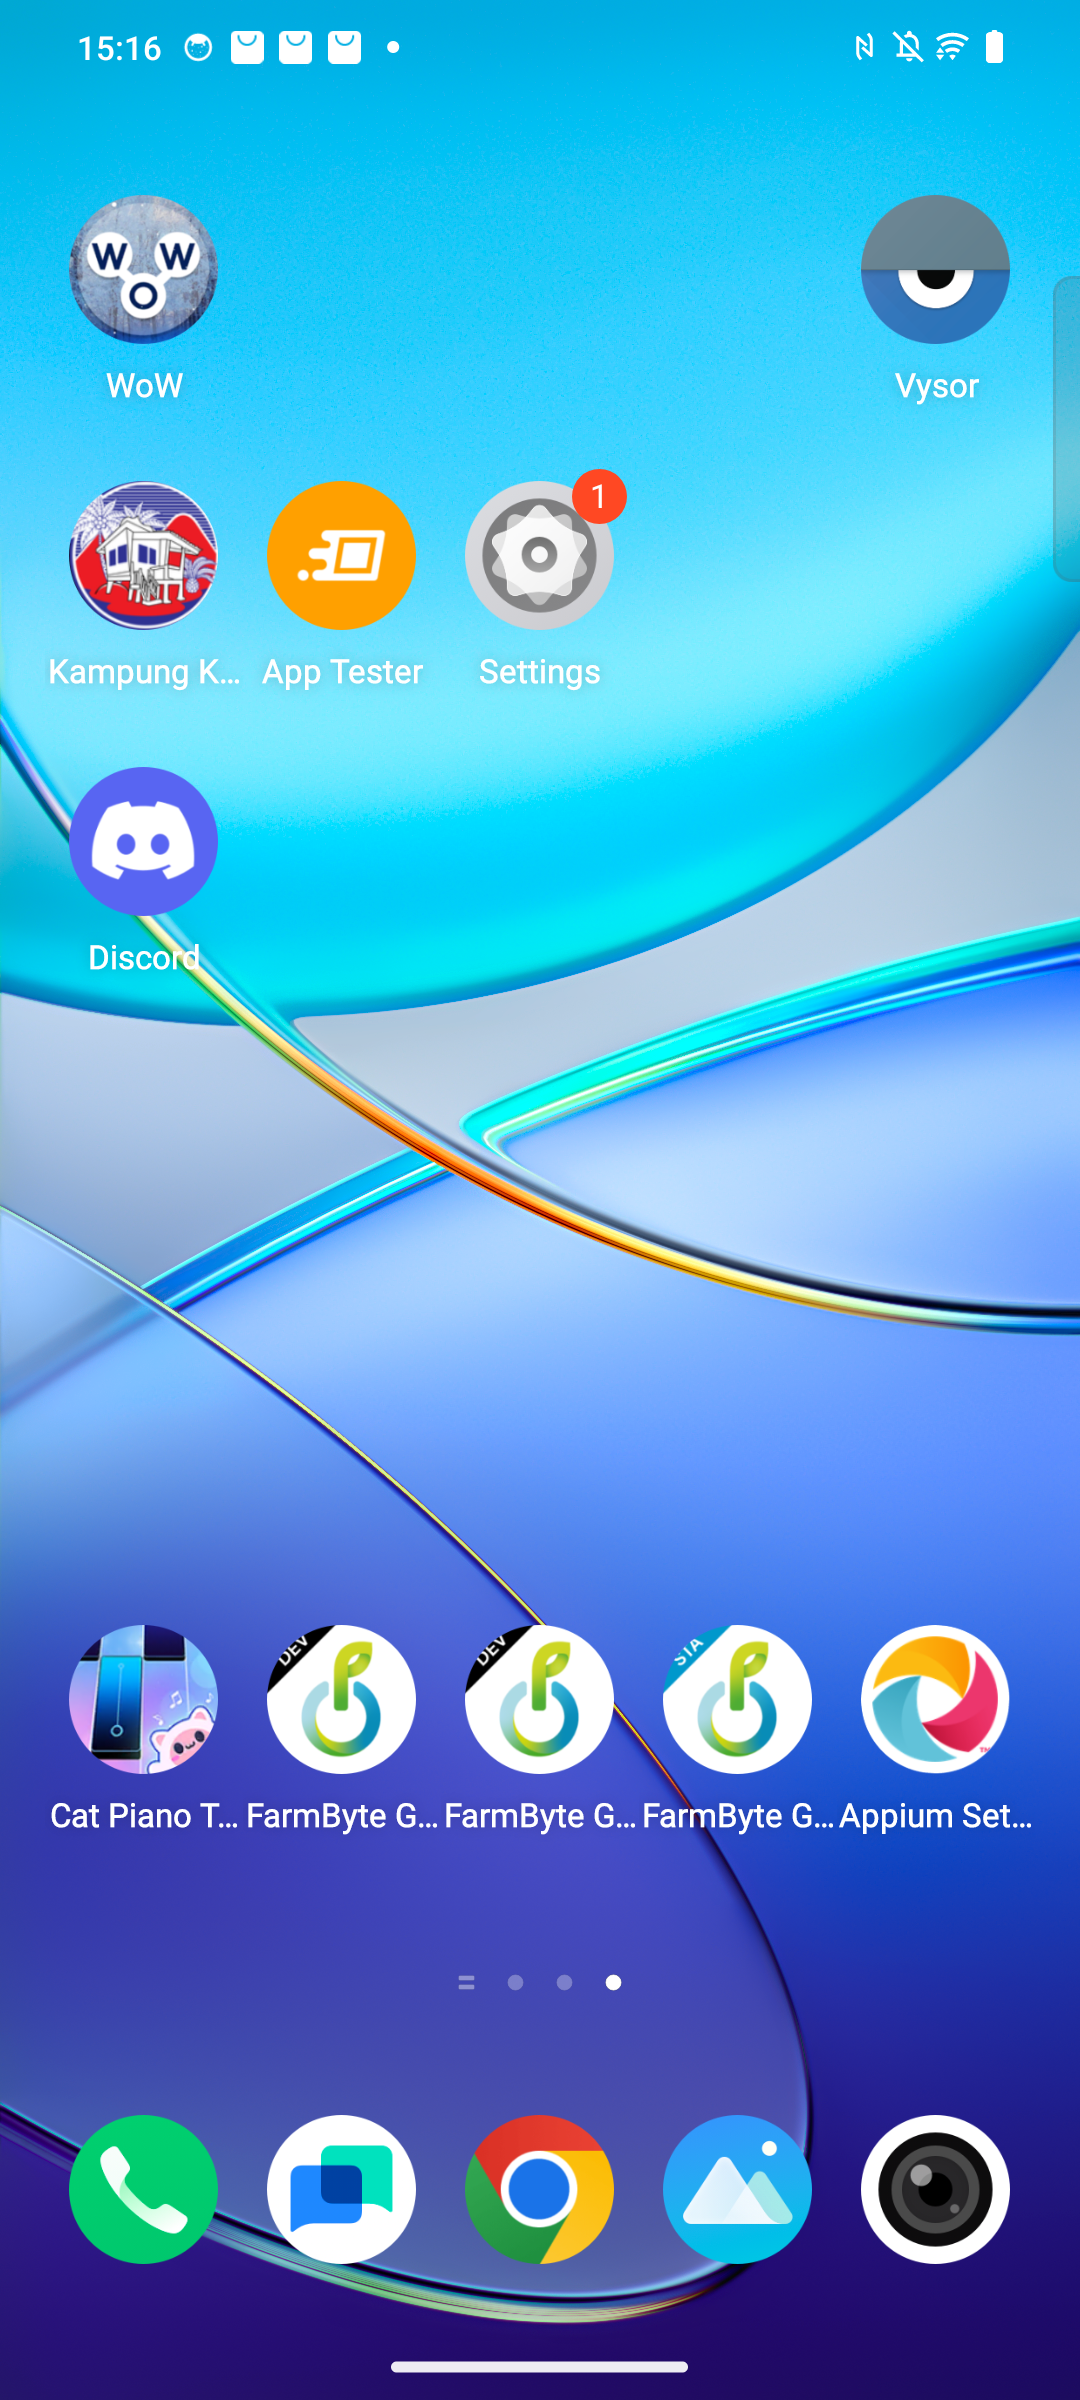 15:16
W W
O
WoW
Vysor
1
Kampung K...
App Tester
Settings
Discord
DEV
DEV
STA
Cat Piano T...
FarmByte G...
FarmByte G...
FarmByte G...
Appium Set...